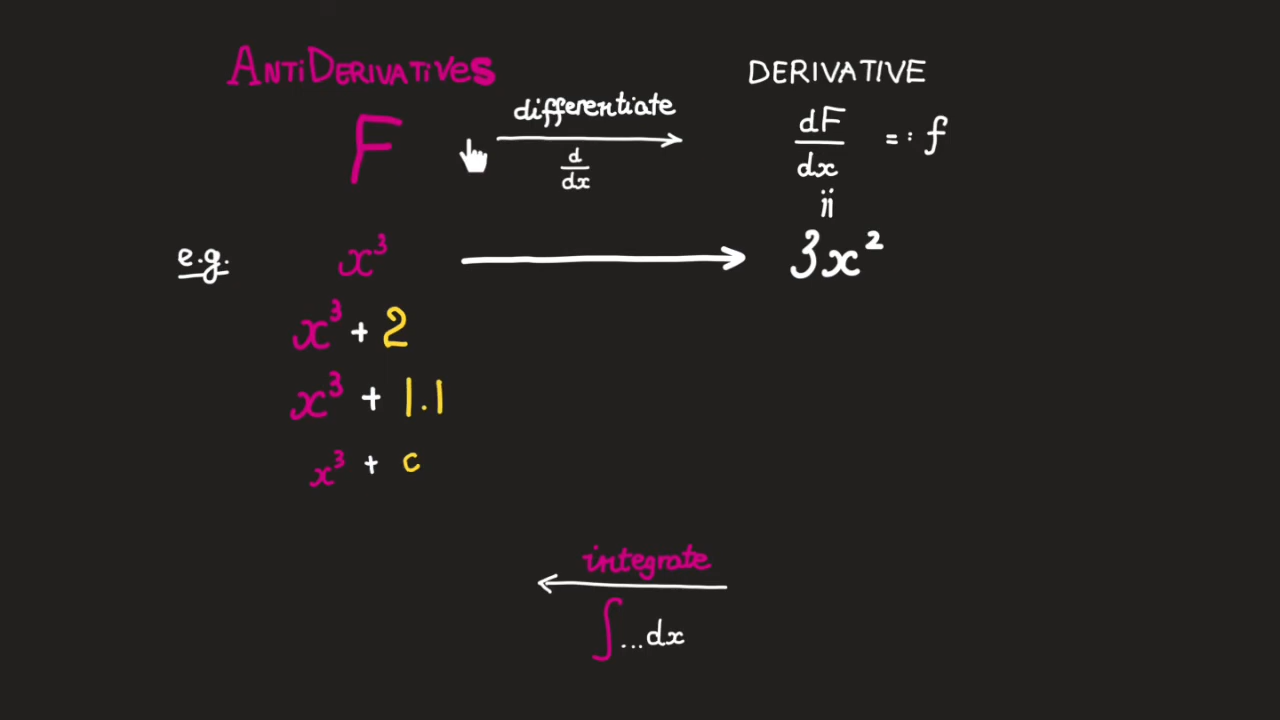 AntiDerivatives
DERIVATIVE
differentiate
F
d/dx
dF/dx =: f
e.g.
x³
3x²
x³ + 2
x³ + 1.1
x³ + c
integrate
∫...dx